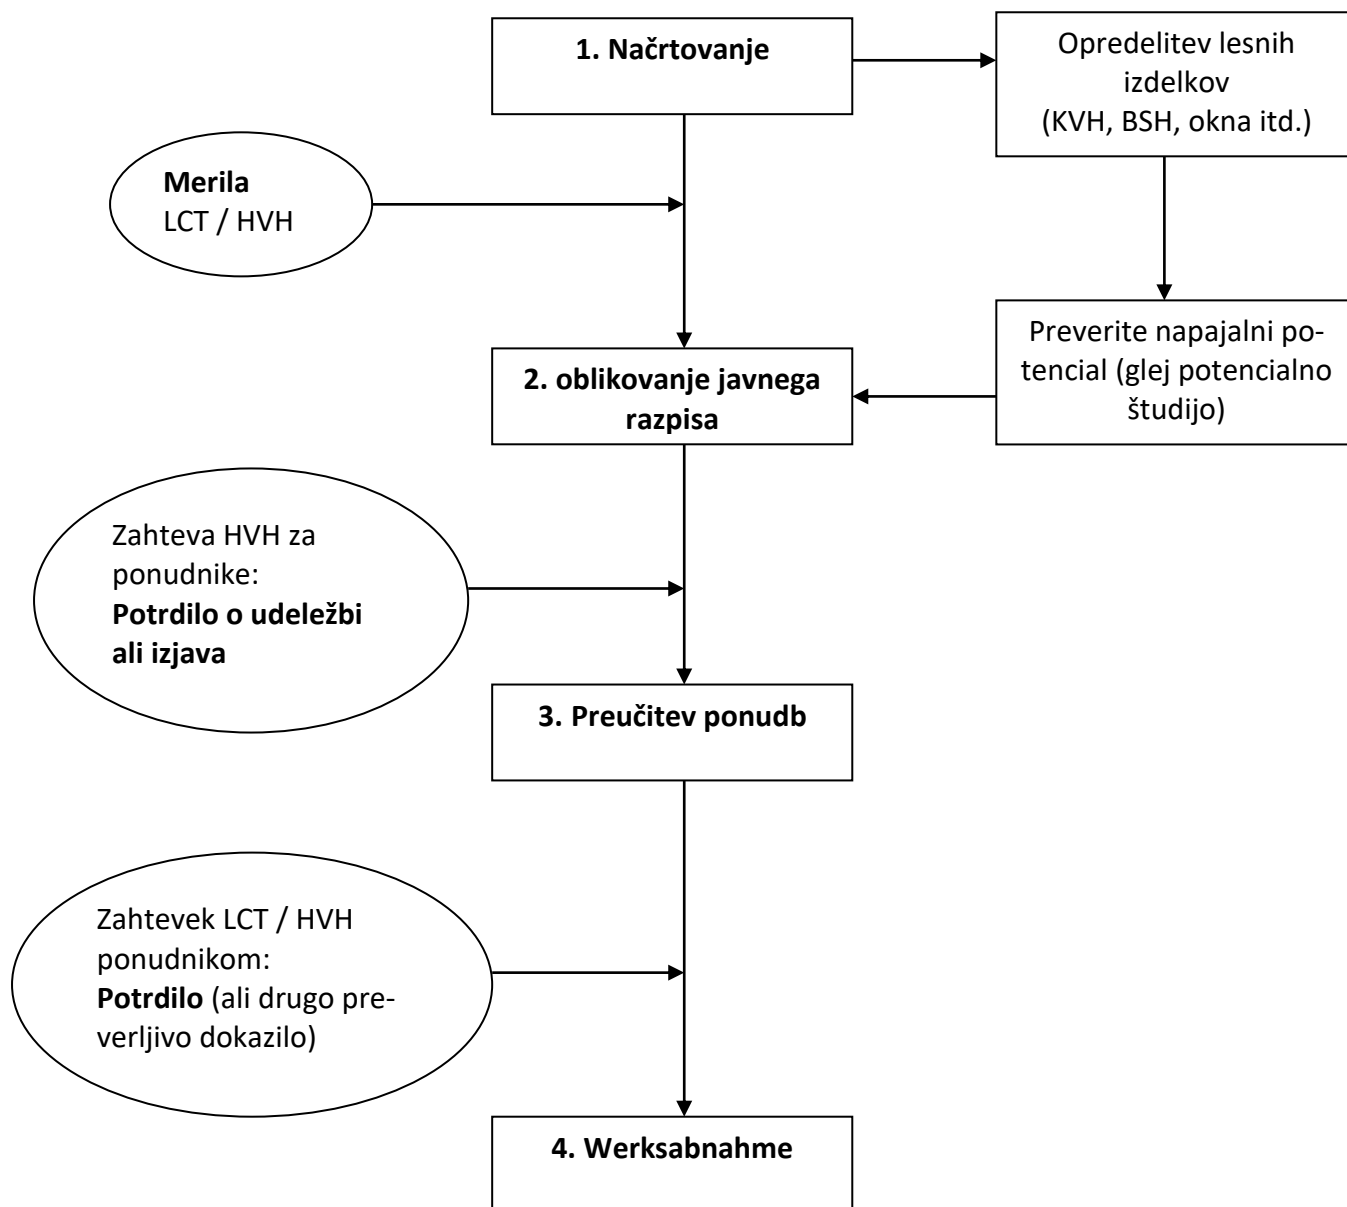 1. Načrtovanje
Opredelitev lesnih
izdelkov
(KVH, BSH, okna itd.)
Merila
LCT / HVH
Preverite napajalni po-
tencial (glej potencialno
študijo)
2. oblikovanje javnega
razpisa
Zahteva HVH za
ponudnike:
Potrdilo o udeležbi
ali izjava
3. Preučitev ponudb
Zahtevek LCT / HVH
ponudnikom:
Potrdilo (ali drugo pre-
verljivo dokazilo)
4. Werksabnahme